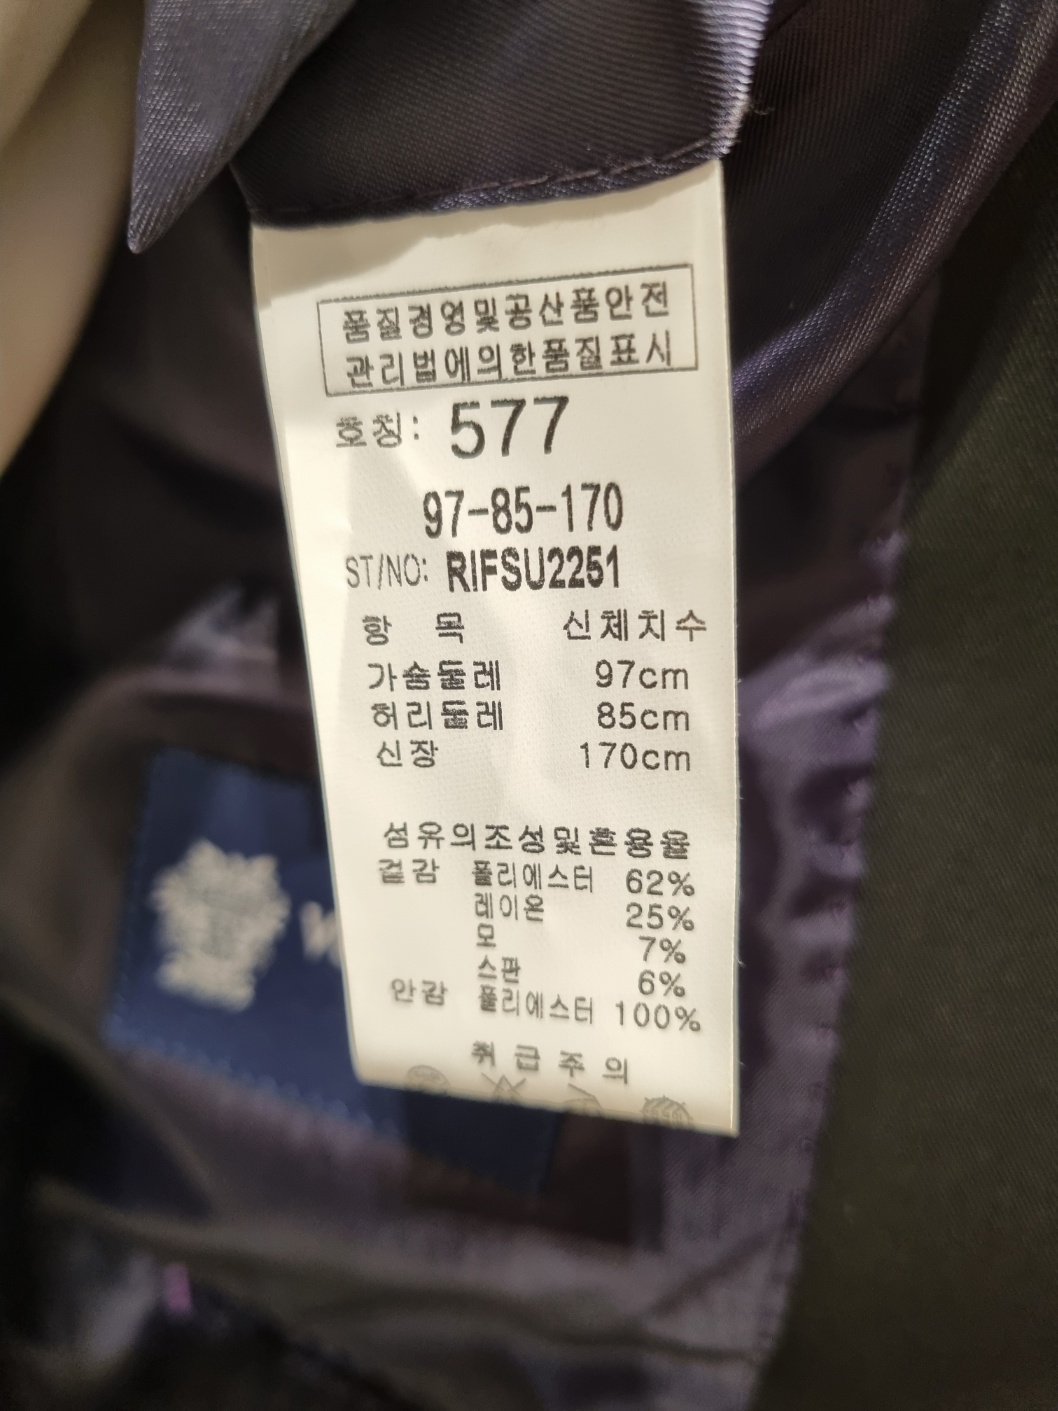 품질경영및공산품안전
관리법에의한품질표시
호칭: 577
97-85-170
ST/NO: RIFSU2251
항 목 신체치수
가슴둘레 97cm
허리둘레 85cm
신장 170cm
섬유의조성및혼용율
겉감 폴리에스터 62%
레이온 25%
모 7%
스판 6%
안감 폴리에스터 100%
취급주의